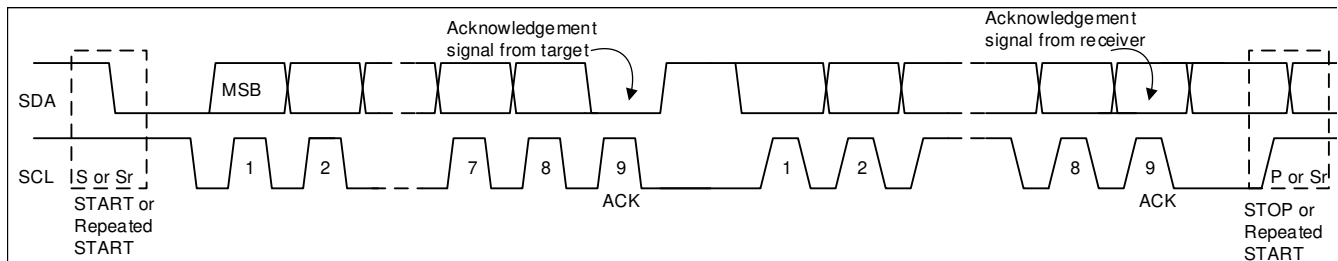 Acknowledgement
signal from target
Acknowledgement
signal from receiver
SDA
MSB
SCL
S or Sr
1
2
7
8
9
1
2
8
9
P or Sr
ACK
ACK
START or
Repeated
START
STOP or
Repeated
START